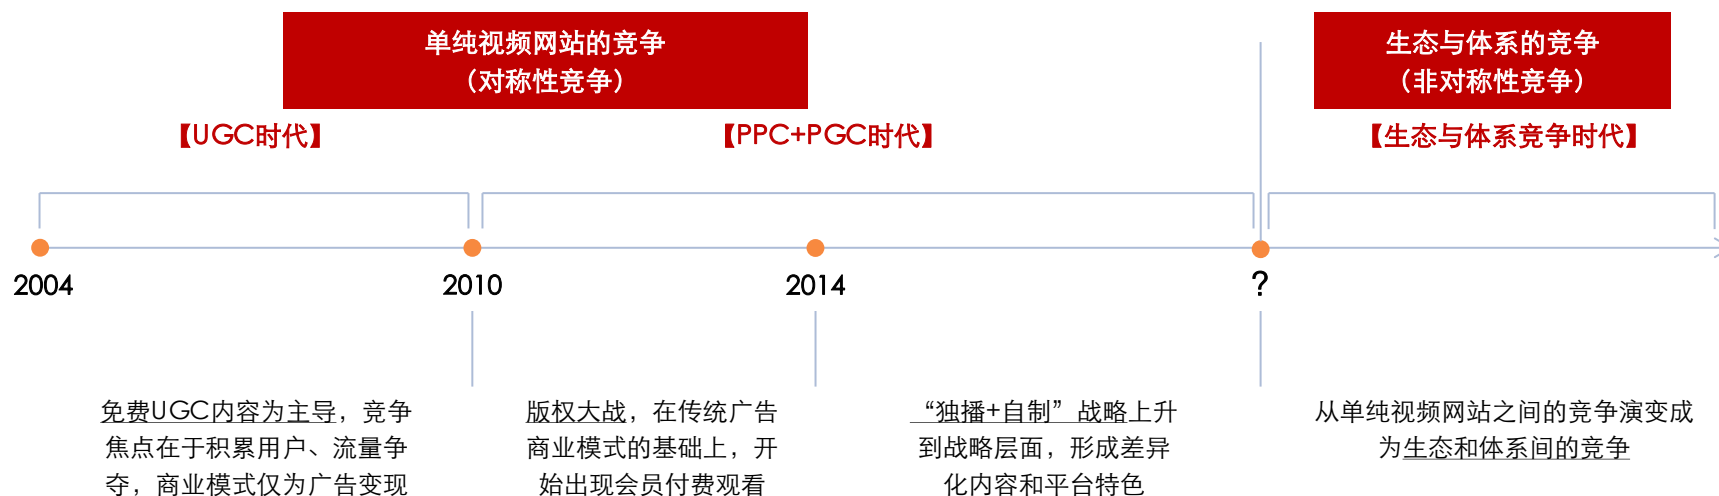 单纯视频网站的竞争
（对称性竞争）
生态与体系的竞争
（非对称性竞争）
【UGC时代】
【PPC+PGC时代】
【生态与体系竞争时代】
2004
2010
2014
?
免费UGC内容为主导，竞争
焦点在于积累用户、流量争
夺，商业模式仅为广告变现
版权大战，在传统广告
商业模式的基础上，开
始出现会员付费观看
“独播+自制”战略上升
到战略层面，形成差异
化内容和平台特色
从单纯视频网站之间的竞争演变成
为生态和体系间的竞争